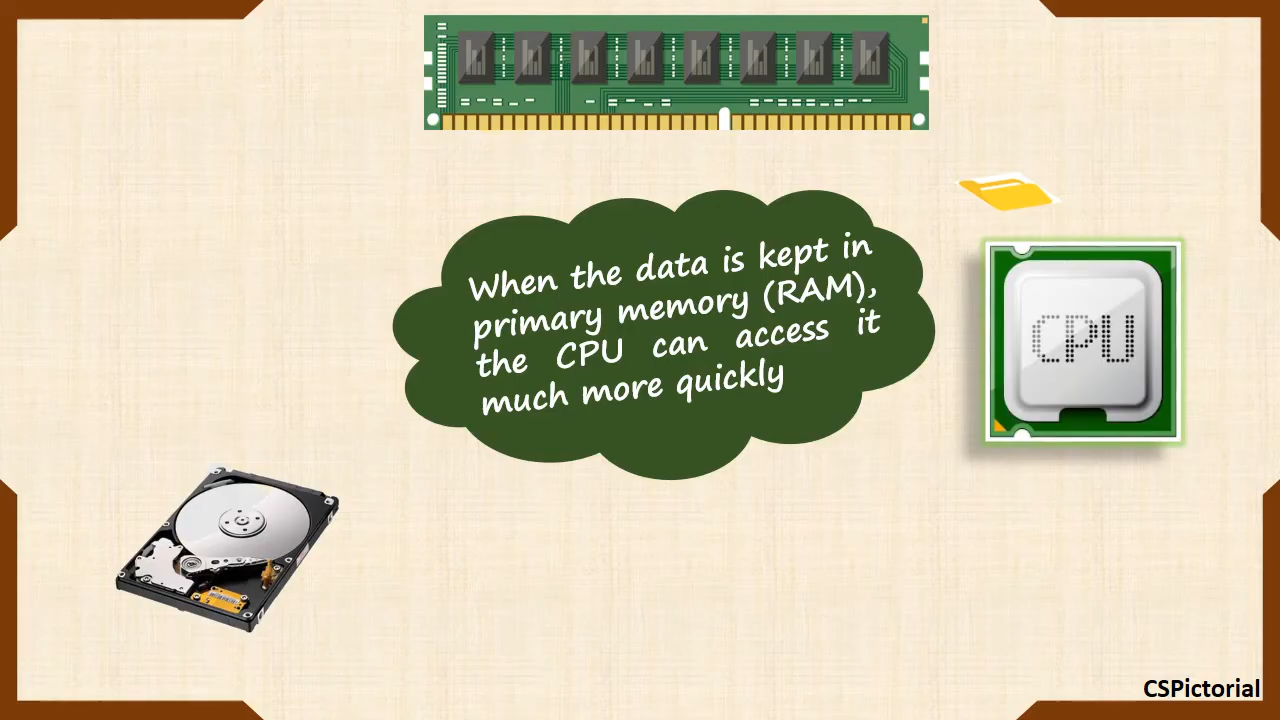 When the data is kept in
primary memory (RAM),
the CPU can access it
much more quickly
CPU
CSPictorial